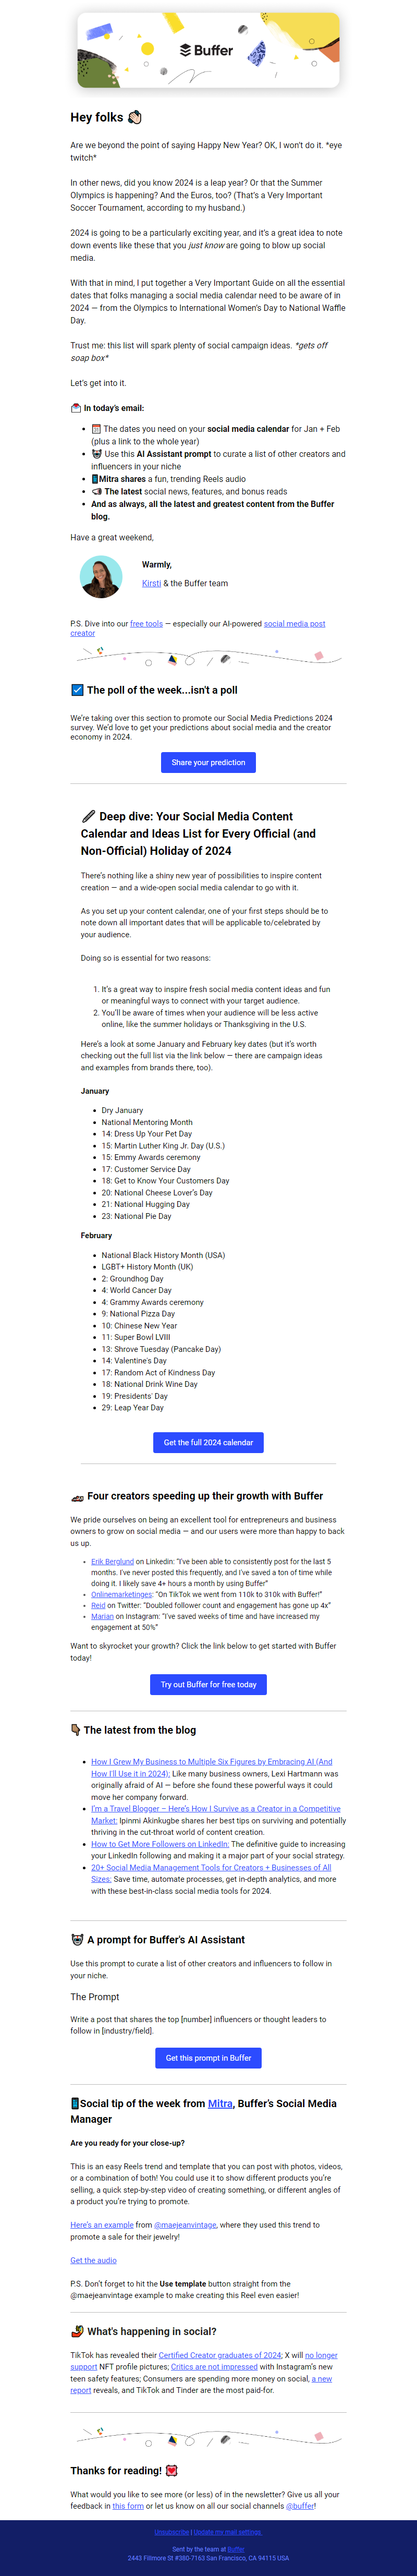 Buffer
Hey folks 👋🏻
Are we beyond the point of saying Happy New Year? OK, I won't do it. *eye
twitch*
In other news, did you know 2024 is a leap year? Or that the Summer
Olympics is happening? And the Euros, too? (That's a Very Important
Soccer Tournament, according to my husband.)
2024 is going to be a particularly exciting year, and it's a great idea to note
down events like these that you just know are going to blow up social
media.
With that in mind, I put together a Very Important Guide on all the essential
dates that folks managing a social media calendar need to be aware of in
2024 — from the Olympics to International Women's Day to National Waffle
Day.
Trust me: this list will spark plenty of social campaign ideas. *gets off
soap box*
Let's get into it.
📩 In today's email:
• 📅 The dates you need on your social media calendar for Jan + Feb
(plus a link to the whole year)
• 🤖 Use this AI Assistant prompt to curate a list of other creators and
influencers in your niche
• 📱Mitra shares a fun, trending Reels audio
• 📢 The latest social news, features, and bonus reads
• And as always, all the latest and greatest content from the Buffer
blog.
Have a great weekend,
Warmly,
Kirsti & the Buffer team
P.S. Dive into our free tools — especially our AI-powered social media post
creator
☑️ The poll of the week...isn't a poll
We're taking over this section to promote our Social Media Predictions 2024
survey. We'd love to get your predictions about social media and the creator
economy in 2024.
Share your prediction
Deep dive: Your Social Media Content
Calendar and Ideas List for Every Official (and
Non-Official) Holiday of 2024
There's nothing like a shiny new year of possibilities to inspire content
creation — and a wide-open social media calendar to go with it.
As you set up your content calendar, one of your first steps should be to
note down all important dates that will be applicable to/celebrated by
your audience.
Doing so is essential for two reasons:
1. It's a great way to inspire fresh social media content ideas and fun
or meaningful ways to connect with your target audience.
2. You'll be aware of times when your audience will be less active
online, like the summer holidays or Thanksgiving in the U.S.
Here's a look at some January and February key dates (but it's worth
checking out the full list via the link below — there are campaign ideas
and examples from brands there, too).
January
• Dry January
• National Mentoring Month
• 14: Dress Up Your Pet Day
• 15: Martin Luther King Jr. Day (U.S.)
• 15: Emmy Awards ceremony
• 17: Customer Service Day
• 18: Get to Know Your Customers Day
• 20: National Cheese Lover's Day
• 21: National Hugging Day
• 23: National Pie Day
February
• National Black History Month (USA)
• LGBT+ History Month (UK)
• 2: Groundhog Day
• 4: World Cancer Day
• 4: Grammy Awards ceremony
• 9: National Pizza Day
• 10: Chinese New Year
• 11: Super Bowl LVIII
• 13: Shrove Tuesday (Pancake Day)
• 14: Valentine's Day
• 17: Random Act of Kindness Day
• 18: National Drink Wine Day
• 19: Presidents' Day
• 29: Leap Year Day
Get the full 2024 calendar
Four creators speeding up their growth with Buffer
We pride ourselves on being an excellent tool for entrepreneurs and business
owners to grow on social media — and our users were more than happy to back
us up.
• Erik Berglund on Linkedin: "I've been able to consistently post for the last 5
months. I've never posted this frequently, and I've saved a ton of time while
doing it. I likely save 4+ hours a month by using Buffer"
• Onlinemarketinges: "On TikTok we went from 110k to 310k with Buffer!"
• Reid on Twitter: "Doubled follower count and engagement has gone up 4x"
• Marian on Instagram: "I've saved weeks of time and have increased my
engagement at 50%"
Want to skyrocket your growth? Click the link below to get started with Buffer
today!
Try out Buffer for free today
👇🏽 The latest from the blog
• How I Grew My Business to Multiple Six Figures by Embracing AI (And
How I'll Use it in 2024): Like many business owners, Lexi Hartmann was
originally afraid of AI — before she found these powerful ways it could
move her company forward.
• I'm a Travel Blogger – Here's How I Survive as a Creator in a Competitive
Market: Ipinmi Akinkugbe shares her best tips on surviving and potentially
thriving in the cut-throat world of content creation.
• How to Get More Followers on LinkedIn: The definitive guide to increasing
your LinkedIn following and making it a major part of your social strategy.
• 20+ Social Media Management Tools for Creators + Businesses of All
Sizes: Save time, automate processes, get in-depth analytics, and more
with these best-in-class social media tools for 2024.
🤖 A prompt for Buffer's AI Assistant
Use this prompt to curate a list of other creators and influencers to follow in
your niche.
The Prompt
Write a post that shares the top [number] influencers or thought leaders to
follow in [industry/field].
Get this prompt in Buffer
📱Social tip of the week from Mitra, Buffer's Social Media
Manager
Are you ready for your close-up?
This is an easy Reels trend and template that you can post with photos, videos,
or a combination of both! You could use it to show different products you're
selling, a quick step-by-step video of creating something, or different angles of
a product you're trying to promote.
Here's an example from @maejeanvintage, where they used this trend to
promote a sale for their jewelry!
Get the audio
P.S. Don't forget to hit the Use template button straight from the
@maejeanvintage example to make creating this Reel even easier!
What's happening in social?
TikTok has revealed their Certified Creator graduates of 2024; X will no longer
support NFT profile pictures; Critics are not impressed with Instagram's new
teen safety features; Consumers are spending more money on social, a new
report reveals, and TikTok and Tinder are the most paid-for.
Thanks for reading! 💟
What would you like to see more (or less) of in the newsletter? Give us all your
feedback in this form or let us know on all our social channels @buffer!
Unsubscribe | Update my mail settings.
Sent by the team at Buffer
2443 Fillmore St #380-7163 San Francisco, CA 94115 USA